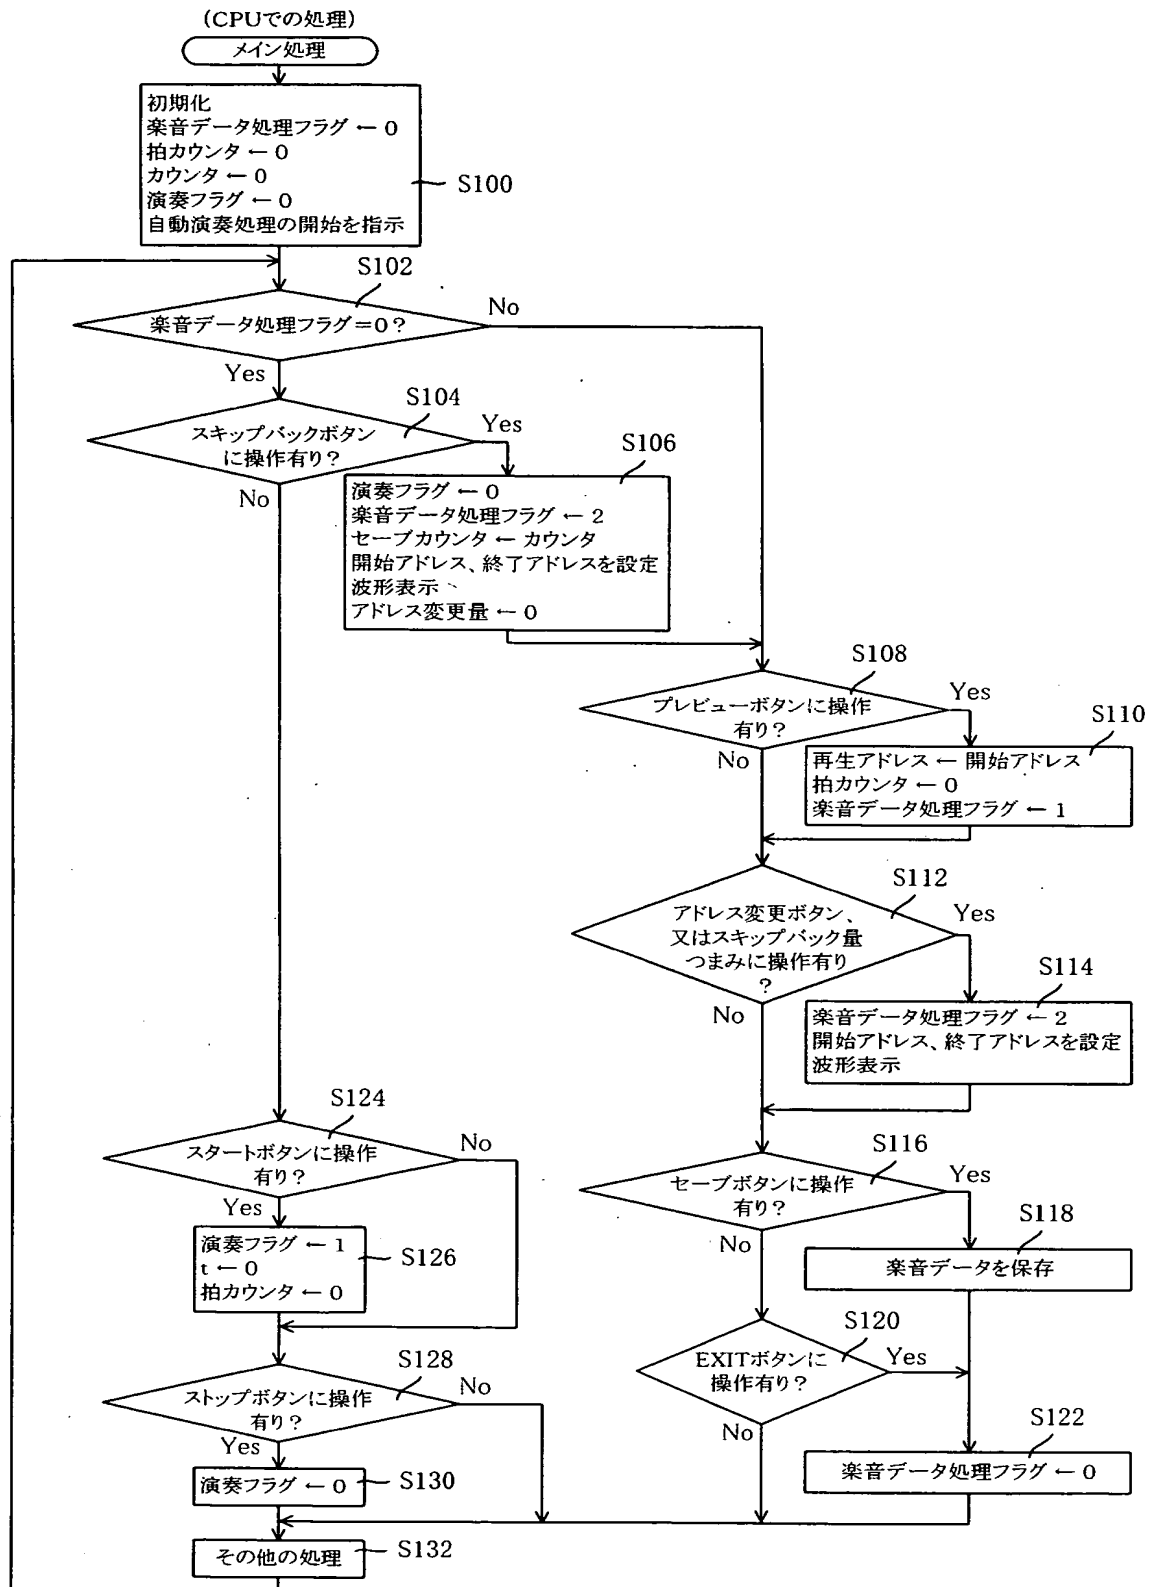 (CPUでの処理)
メイン処理
初期化
楽音データ処理フラグ ← 0
拍カウンタ ← 0
カウンタ ← 0
演奏フラグ ← 0
自動演奏処理の開始を指示
S100
S102
楽音データ処理フラグ=0?
No
Yes
S104
スキップバックボタン
に操作有り?
Yes
No
S106
演奏フラグ ← 0
楽音データ処理フラグ ← 2
セーブカウンタ ← カウンタ
開始アドレス、終了アドレスを設定
波形表示
アドレス変更量 ← 0
S108
プレビューボタンに操作
有り?
Yes
No
S110
再生アドレス ← 開始アドレス
拍カウンタ ← 0
楽音データ処理フラグ ← 1
S112
アドレス変更ボタン、
又はスキップバック量
つまみに操作有り
?
Yes
No
S114
楽音データ処理フラグ ← 2
開始アドレス、終了アドレスを設定
波形表示
S124
スタートボタンに操作
有り?
No
Yes
S126
演奏フラグ ← 1
t ← 0
拍カウンタ ← 0
S116
セーブボタンに操作
有り?
Yes
No
S118
楽音データを保存
S120
EXITボタンに
操作有り?
Yes
No
S122
楽音データ処理フラグ ← 0
S128
ストップボタンに操作
有り?
No
Yes
演奏フラグ ← 0
S130
その他の処理
S132